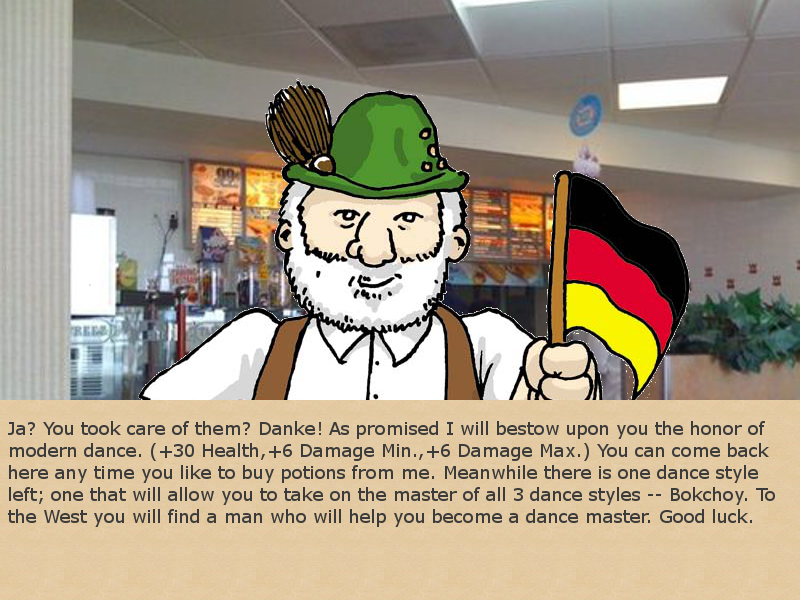 Ja? You took care of them? Danke! As promised I will bestow upon you the honor of
modern dance. (+30 Health,+6 Damage Min.,+6 Damage Max.) You can come back
here any time you like to buy potions from me. Meanwhile there is one dance style
left; one that will allow you to take on the master of all 3 dance styles -- Bokchoy. To
the West you will find a man who will help you become a dance master. Good luck.